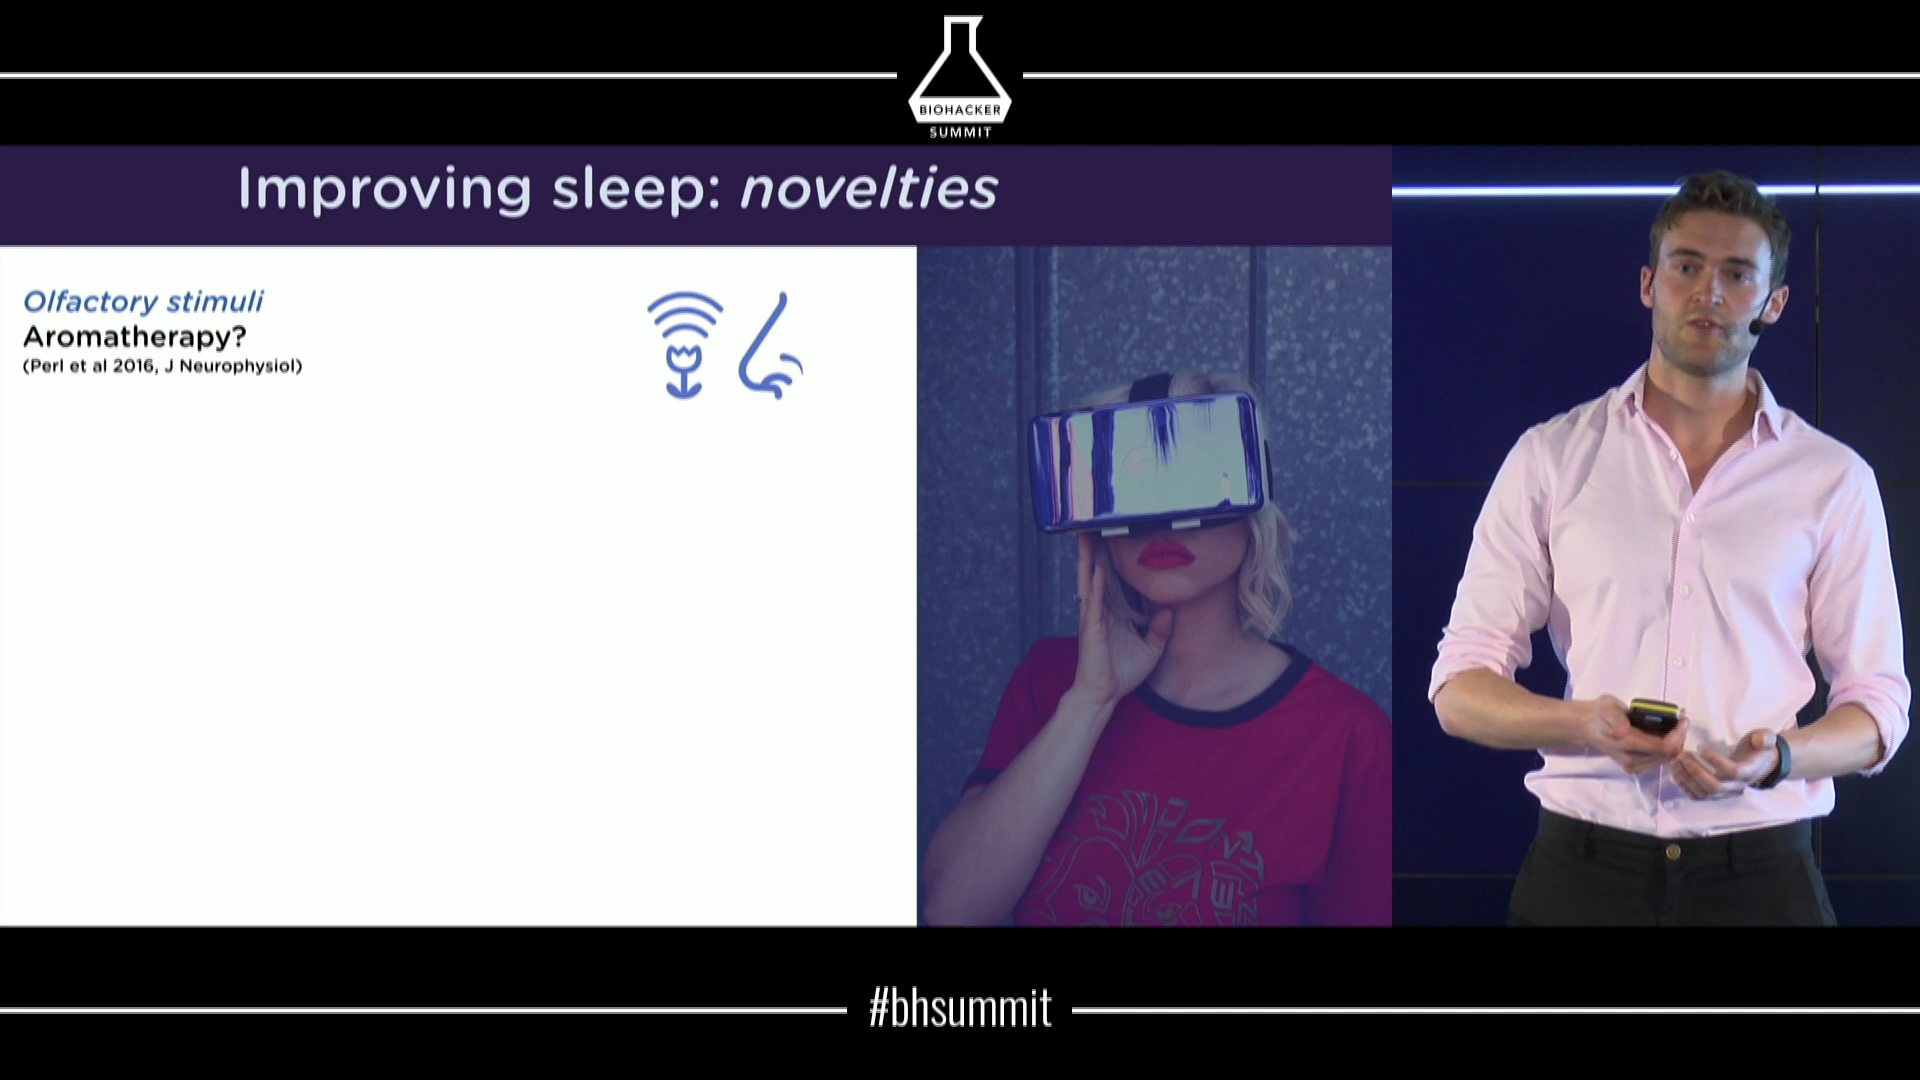 BIOHACKER
SUMMIT
Improving sleep: novelties
Olfactory stimuli
Aromatherapy?
(Perl et al 2016, J Neurophysiol)
#bhsummit